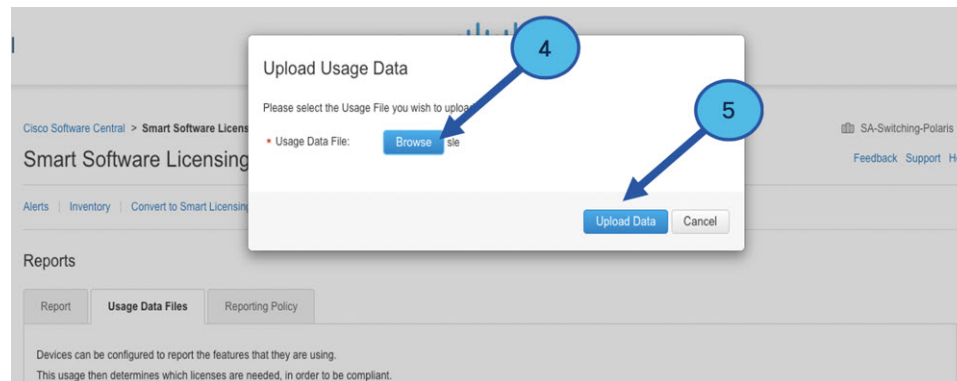 4
Upload Usage Data
Please select the Usage File you wish to upload
5
Cisco Software Central > Smart Software Licens
SA-Switching-Polaris
* Usage Data File: Browse sle
Smart Software Licensing
Feedback Support H
Alerts | Inventory | Convert to Smart Licensing
Upload Data Cancel
Reports
Report Usage Data Files Reporting Policy
Devices can be configured to report the features that they are using.
This usage then determines which licenses are needed, in order to be compliant.